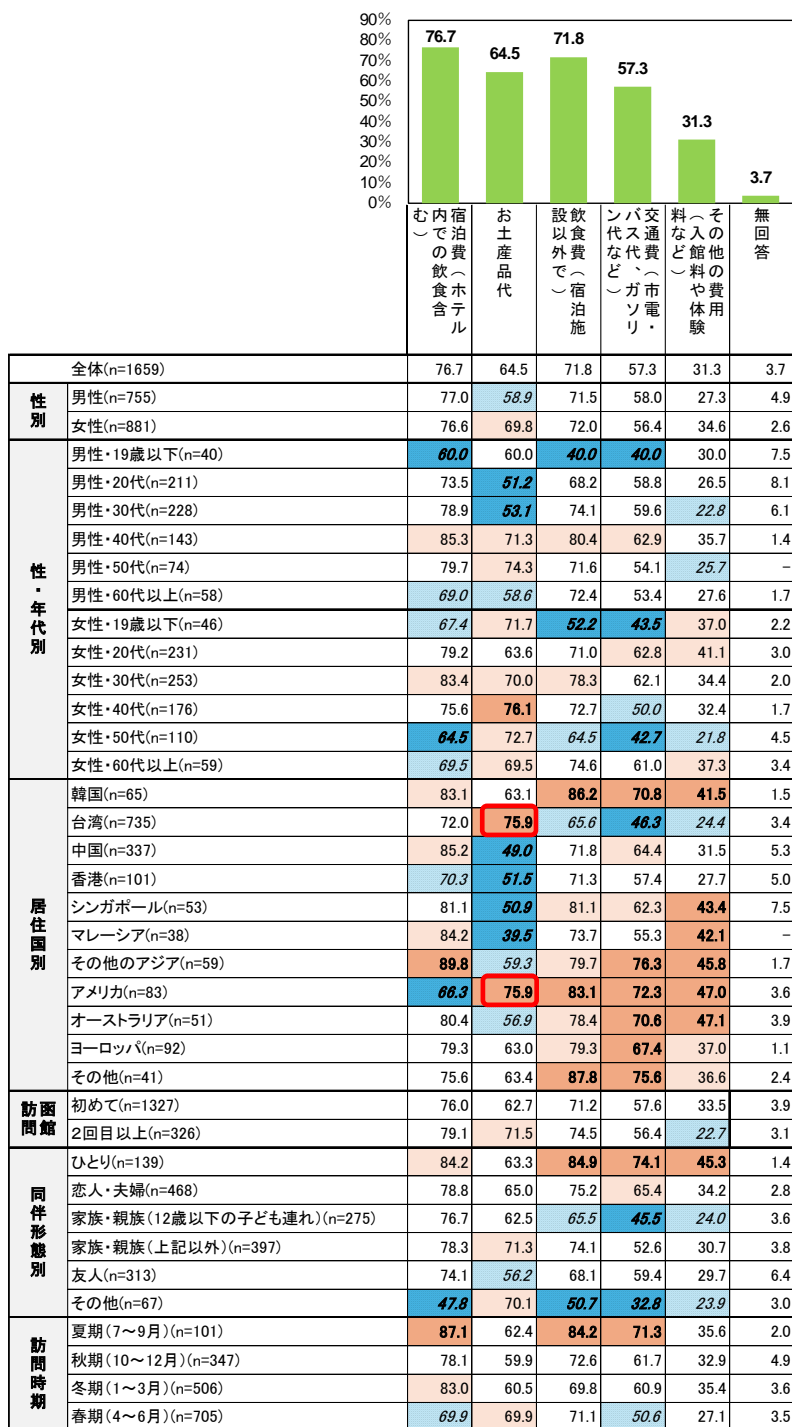 90%
80%
70%
60%
50%
40%
30%
20%
10%
0%
76.7
64.5
71.8
57.3
31.3
3.7
宿泊費（ホテル内での飲食含む）
お土産品代
飲食費（宿泊施設以外で）
交通費（市電・バス代、ガソリン代など）
その他の費用（入館料や体験料など）
無回答
全体(n=1659) 76.7 64.5 71.8 57.3 31.3 3.7
性別
男性(n=755) 77.0 58.9 71.5 58.0 27.3 4.9
女性(n=881) 76.6 69.8 72.0 56.4 34.6 2.6
性・年代別
男性・19歳以下(n=40) 60.0 60.0 40.0 40.0 30.0 7.5
男性・20代(n=211) 73.5 51.2 68.2 58.8 26.5 8.1
男性・30代(n=228) 78.9 53.1 74.1 59.6 22.8 6.1
男性・40代(n=143) 85.3 71.3 80.4 62.9 35.7 1.4
男性・50代(n=74) 79.7 74.3 71.6 54.1 25.7 -
男性・60代以上(n=58) 69.0 58.6 72.4 53.4 27.6 1.7
女性・19歳以下(n=46) 67.4 71.7 52.2 43.5 37.0 2.2
女性・20代(n=231) 79.2 63.6 71.0 62.8 41.1 3.0
女性・30代(n=253) 83.4 70.0 78.3 62.1 34.4 2.0
女性・40代(n=176) 75.6 76.1 72.7 50.0 32.4 1.7
女性・50代(n=110) 64.5 72.7 64.5 42.7 21.8 4.5
女性・60代以上(n=59) 69.5 69.5 74.6 61.0 37.3 3.4
居住国別
韓国(n=65) 83.1 63.1 86.2 70.8 41.5 1.5
台湾(n=735) 72.0 75.9 65.6 46.3 24.4 3.4
中国(n=337) 85.2 49.0 71.8 64.4 31.5 5.3
香港(n=101) 70.3 51.5 71.3 57.4 27.7 5.0
シンガポール(n=53) 81.1 50.9 81.1 62.3 43.4 7.5
マレーシア(n=38) 84.2 39.5 73.7 55.3 42.1 -
その他のアジア(n=59) 89.8 59.3 79.7 76.3 45.8 1.7
アメリカ(n=83) 66.3 75.9 83.1 72.3 47.0 3.6
オーストラリア(n=51) 80.4 56.9 78.4 70.6 47.1 3.9
ヨーロッパ(n=92) 79.3 63.0 79.3 67.4 37.0 1.1
その他(n=41) 75.6 63.4 87.8 75.6 36.6 2.4
函館訪問
初めて(n=1327) 76.0 62.7 71.2 57.6 33.5 3.9
2回目以上(n=326) 79.1 71.5 74.5 56.4 22.7 3.1
同伴形態別
ひとり(n=139) 84.2 63.3 84.9 74.1 45.3 1.4
恋人・夫婦(n=468) 78.8 65.0 75.2 65.4 34.2 2.8
家族・親族(12歳以下の子ども連れ)(n=275) 76.7 62.5 65.5 45.5 24.0 3.6
家族・親族(上記以外)(n=397) 78.3 71.3 74.1 52.6 30.7 3.8
友人(n=313) 74.1 56.2 68.1 59.4 29.7 6.4
その他(n=67) 47.8 70.1 50.7 32.8 23.9 3.0
訪問時期
夏期(7～9月)(n=101) 87.1 62.4 84.2 71.3 35.6 2.0
秋期(10～12月)(n=347) 78.1 59.9 72.6 61.7 32.9 4.9
冬期(1～3月)(n=506) 83.0 60.5 69.8 60.9 35.4 3.6
春期(4～6月)(n=705) 69.9 69.9 71.1 50.6 27.1 3.5